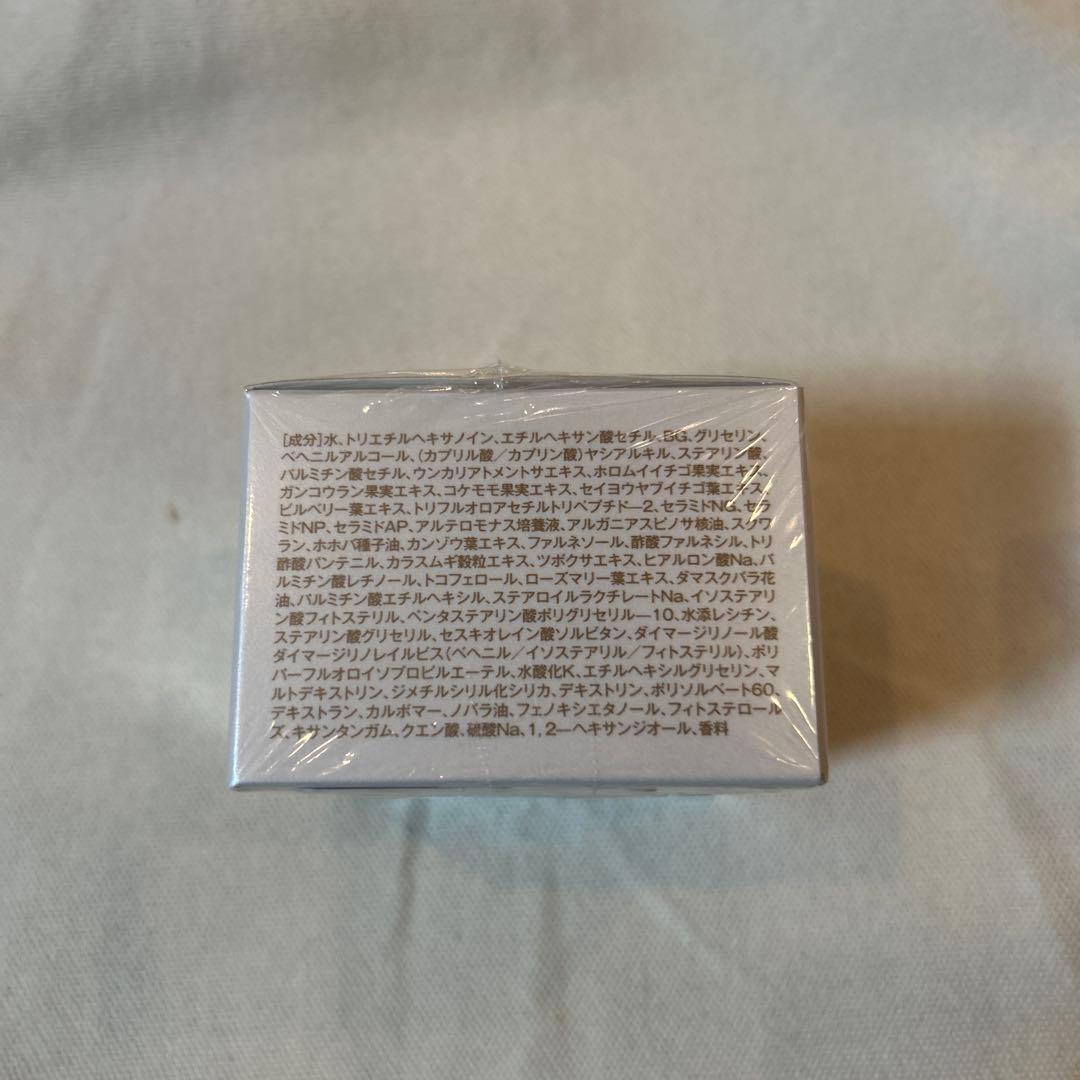 [成分]水、トリエチルヘキサノイン、エチルヘキサン酸セチル、BG、グリセリン、
ベヘニルアルコール、(カプリル酸／カプリン酸)ヤシアルキル、ステアリン酸、
パルミチン酸セチル、ウンカリアトメントサエキス、ホロムイイチゴ果実エキス、
ガンコウラン果実エキス、コケモモ果実エキス、セイヨウヤブイチゴ葉エキス、
ビルベリー葉エキス、トリフルオロアセチルトリペプチド－2、セラミドNG、セラ
ミドNP、セラミドAP、アルテロモナス培養液、アルガニアスピノサ核油、スクワ
ラン、ホホバ種子油、カンゾウ葉エキス、ファルネソール、酢酸ファルネシル、トリ
酢酸パンテニル、カラスムギ穀粒エキス、ツボクサエキス、ヒアルロン酸Na、パ
ルミチン酸レチノール、トコフェロール、ローズマリー葉エキス、ダマスクバラ花
油、パルミチン酸エチルヘキシル、ステアロイルラクチレートNa、イソステアリ
ン酸フィトステリル、ペンタステアリン酸ポリグリセリル－10、水添レシチン、
ステアリン酸グリセリル、セスキオレイン酸ソルビタン、ダイマージリノール酸
ダイマージリノレイルビス(ベヘニル／イソステアリル／フィトステリル)、ポリ
パーフルオロイソプロピルエーテル、水酸化K、エチルヘキシルグリセリン、マ
ルトデキストリン、ジメチルシリル化シリカ、デキストリン、ポリソルベート60、
デキストラン、カルボマー、ノバラ油、フェノキシエタノール、フィトステロール
ズ、キサンタンガム、クエン酸、硫酸Na、1,2－ヘキサンジオール、香料